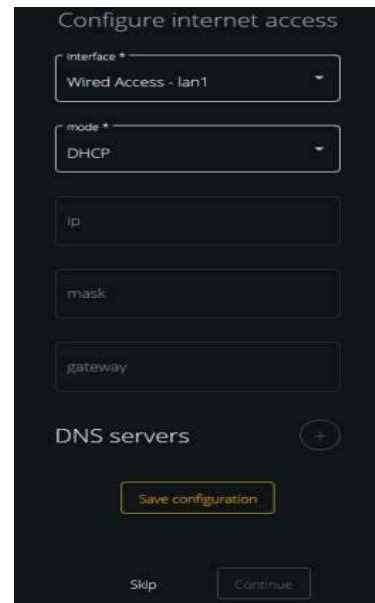 Configure internet access
Interface *
Wired Access - lan1
mode *
DHCP
ip
mask
gateway
DNS servers
+
Save configuration
Skip
Continue